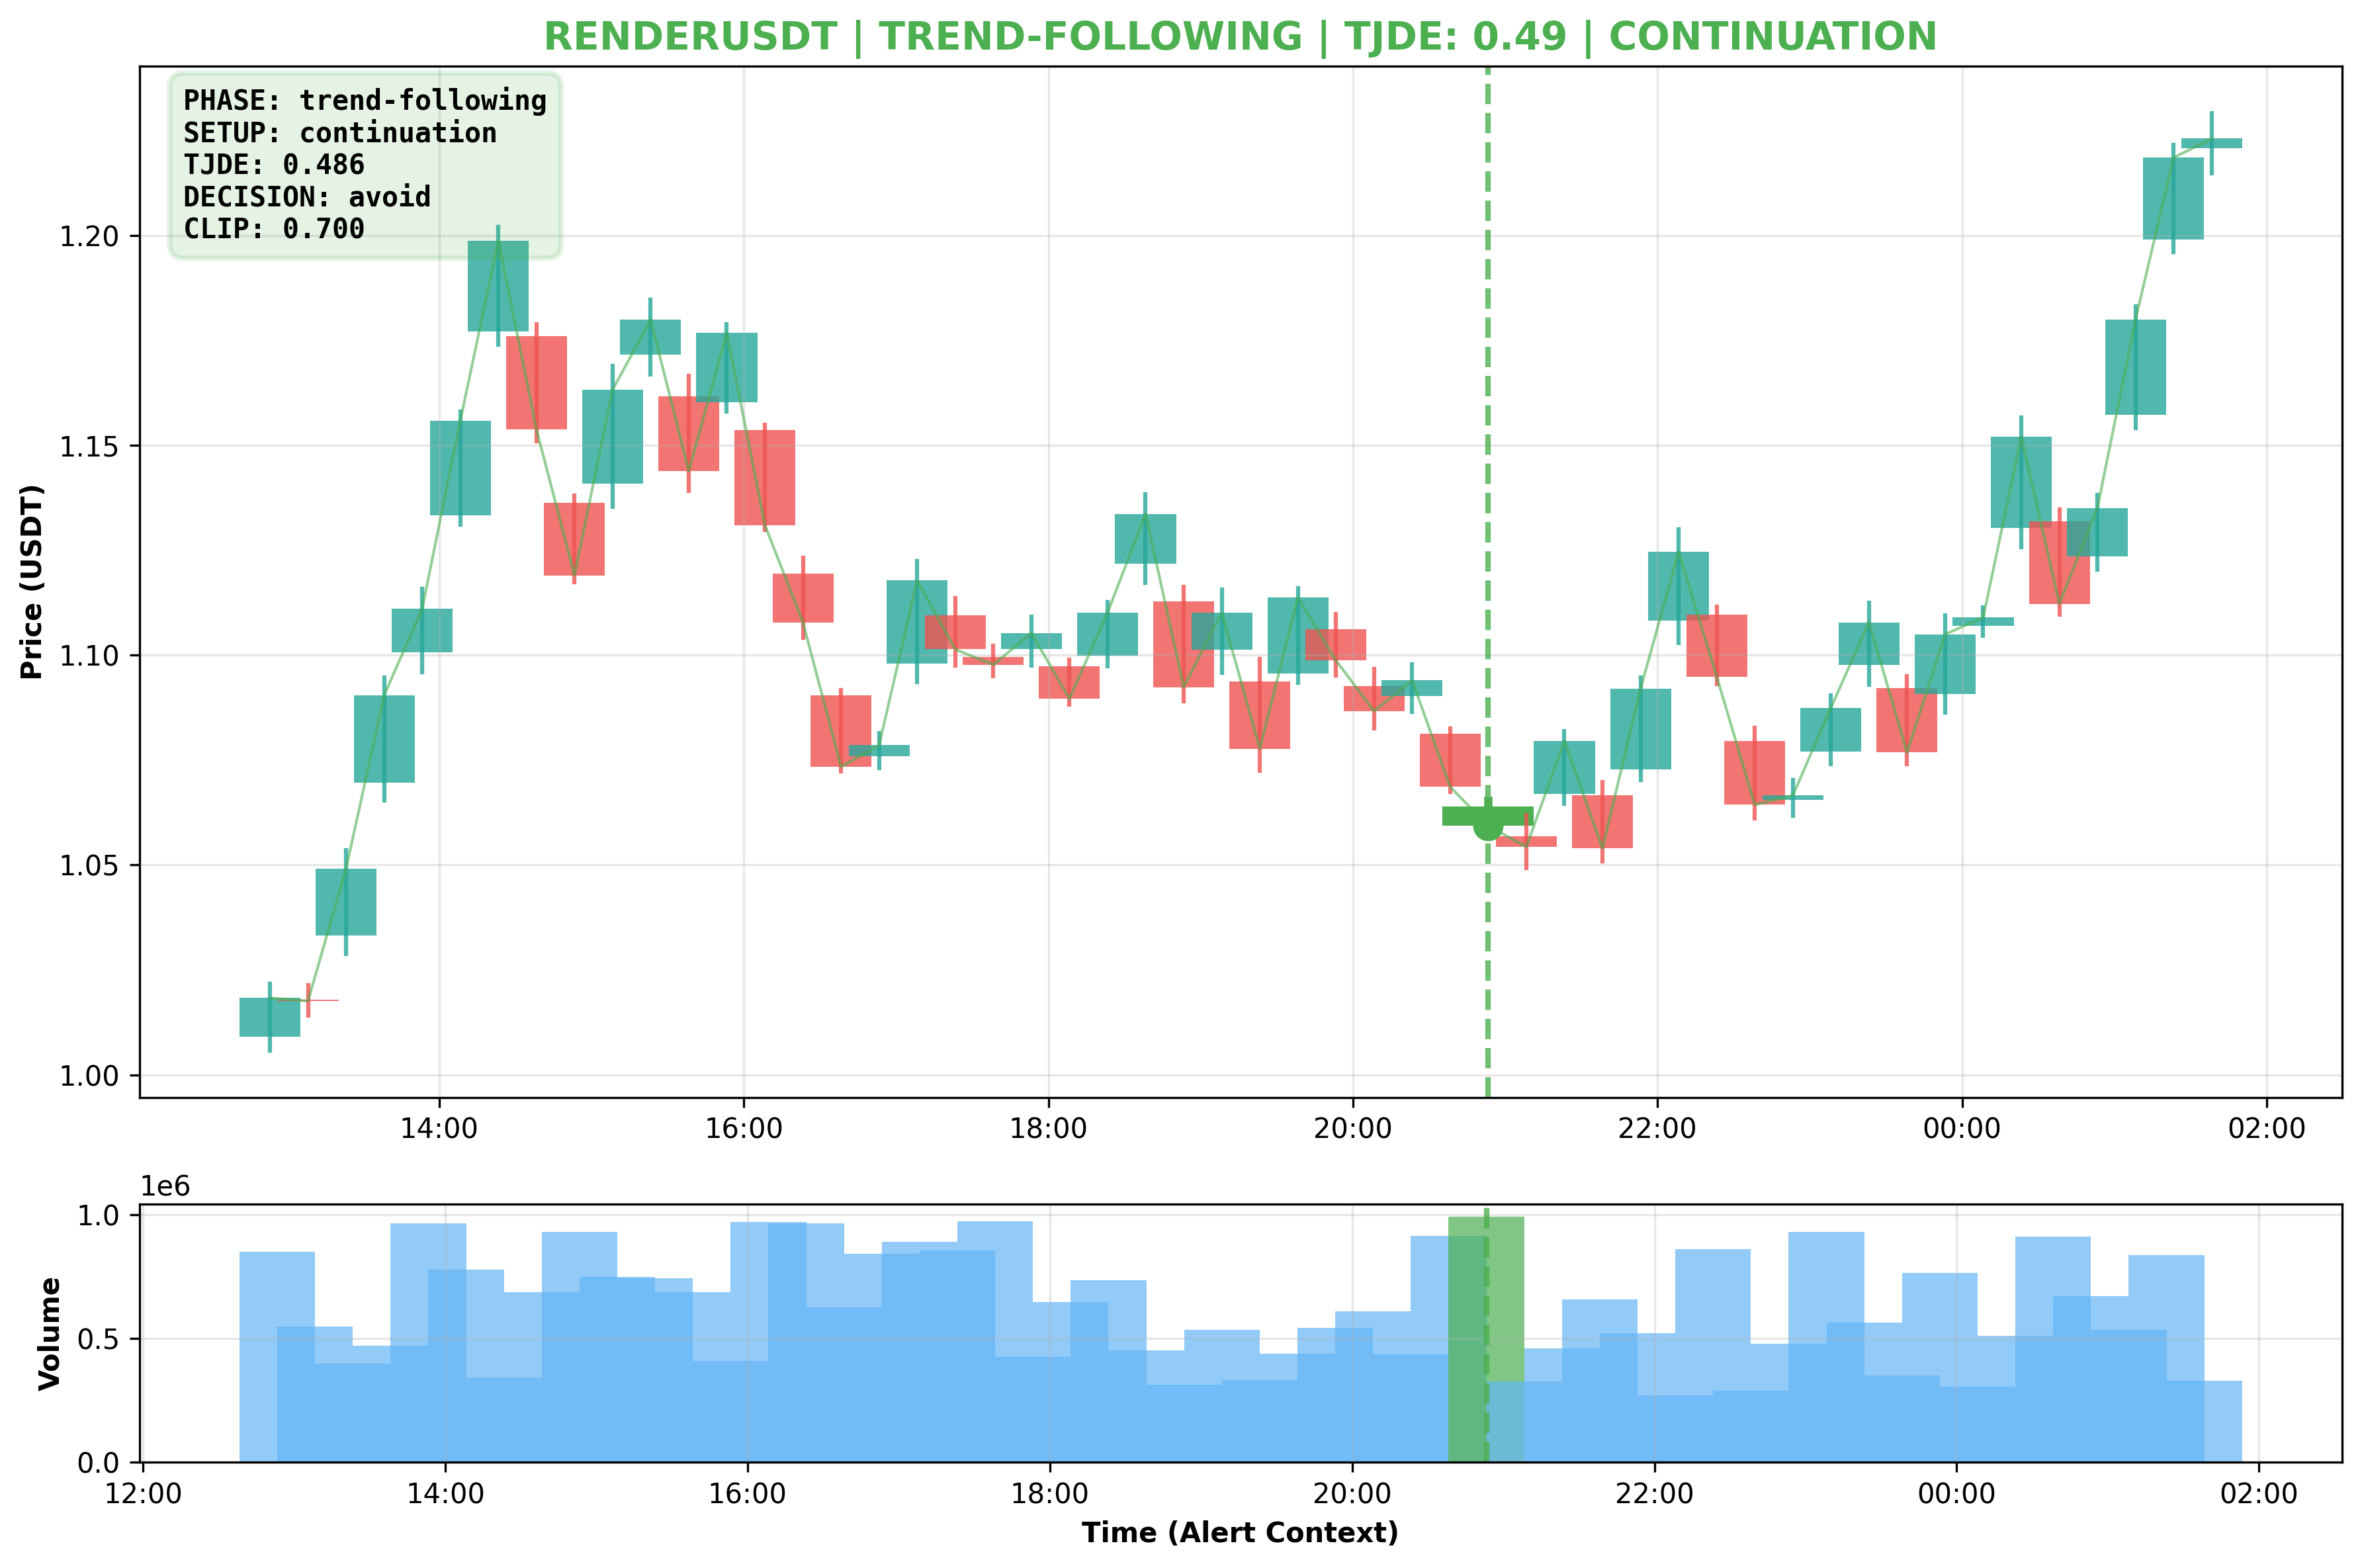 RENDERUSDT | TREND-FOLLOWING | TJDE: 0.49 | CONTINUATION
PHASE: trend-following
SETUP: continuation
TJDE: 0.486
DECISION: avoid
CLIP: 0.700
Price (USDT)
1.20
1.15
1.10
1.05
1.00
14:00 16:00 18:00 20:00 22:00 00:00 02:00
1e6
Volume
1.0
0.5
0.0
12:00 14:00 16:00 18:00 20:00 22:00 00:00 02:00
Time (Alert Context)